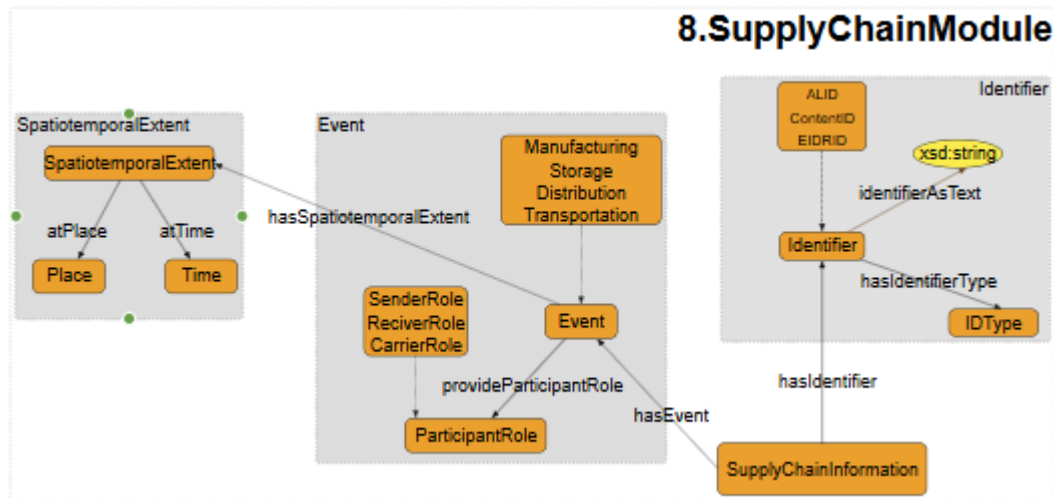 8.SupplyChainModule
SpatiotemporalExtent
SpatiotemporalExtent
atPlace
atTime
Place
Time
hasSpatiotemporalExtent
Event
Manufacturing
Storage
Distribution
Transportation
SenderRole
ReciverRole
CarrierRole
Event
provideParticipantRole
ParticipantRole
hasEvent
Identifier
ALID
ContentID
EIDRID
xsd:string
identifierAsText
Identifier
hasIdentifierType
IDType
hasIdentifier
SupplyChainInformation